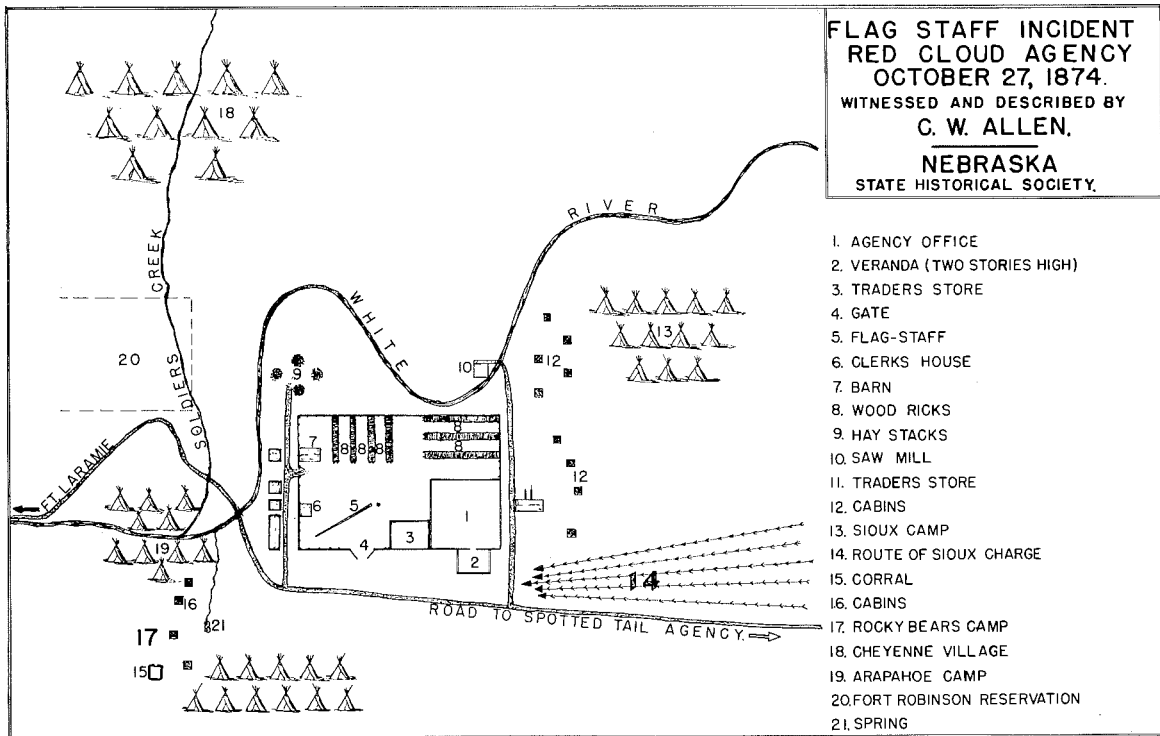 FLAG STAFF INCIDENT
RED CLOUD AGENCY
OCTOBER 27, 1874.
WITNESSED AND DESCRIBED BY
C. W. ALLEN.
NEBRASKA
STATE HISTORICAL SOCIETY.
1. AGENCY OFFICE
2. VERANDA (TWO STORIES HIGH)
3. TRADERS STORE
4. GATE
5. FLAG-STAFF
6. CLERKS HOUSE
7. BARN
8. WOOD RICKS
9. HAY STACKS
10. SAW MILL
11. TRADERS STORE
12. CABINS
13. SIOUX CAMP
14. ROUTE OF SIOUX CHARGE
15. CORRAL
16. CABINS
17. ROCKY BEARS CAMP
18. CHEYENNE VILLAGE
19. ARAPAHOE CAMP
20. FORT ROBINSON RESERVATION
21. SPRING
18
SOLDIERS CREEK
20
FT. LARAMIE
WHITE RIVER
13
12
10
9
7
8 8 8
8
8
8
12
6
5
4
3
1
2
14
19
16
21
17
15
ROAD TO SPOTTED TAIL AGENCY.